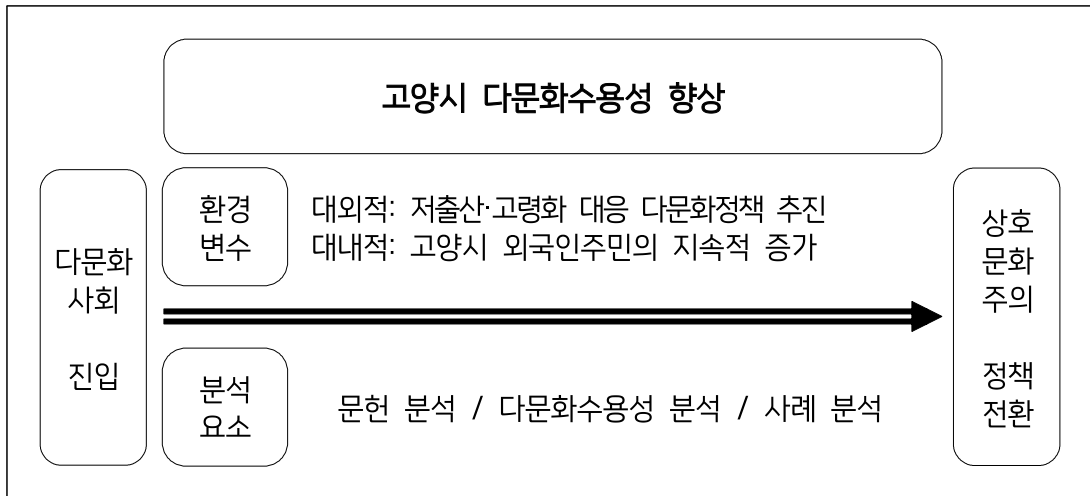 고양시 다문화수용성 향상
다문화
사회
진입
환경
변수
대외적: 저출산·고령화 대응 다문화정책 추진
대내적: 고양시 외국인주민의 지속적 증가
분석
요소
문헌 분석 / 다문화수용성 분석 / 사례 분석
상호
문화
주의
정책
전환